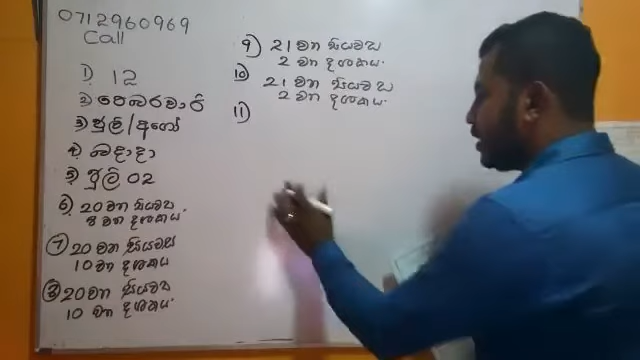 0712960969
Call
1) 12
2) පෙබරවාරි
3) ජුලි/අගෝ
4) බදාදා
5) ජුලි 02
6) 20 වන සියවස
8 වන දශකය.
7) 20 වන සියවස
10 වන දශකය
8) 20 වන සියවස
10 වන දශකය.
9) 21 වන සියවස
2 වන දශකය.
10) 21 වන සියවස
2 වන දශකය.
11)